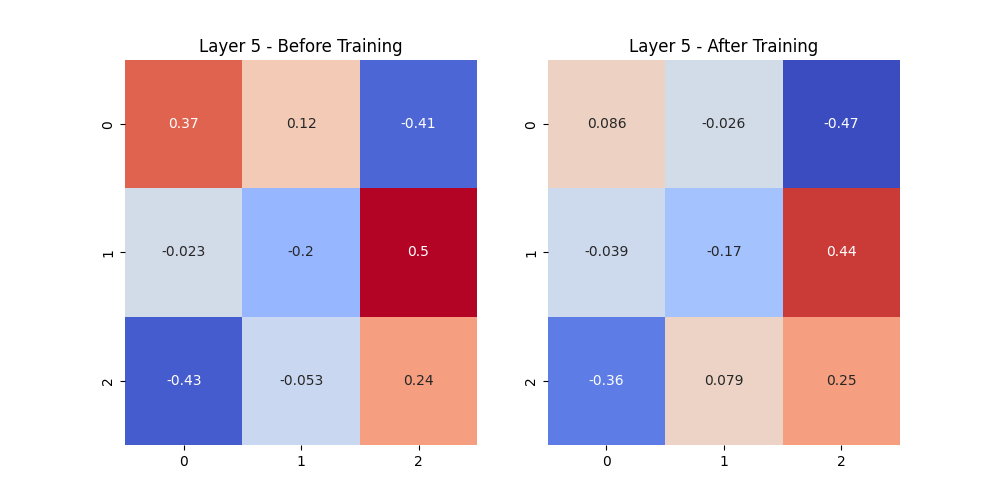 Layer 5 - Before Training
Layer 5 - After Training
0 0.37 0.12 -0.41
1 -0.023 -0.2 0.5
2 -0.43 -0.053 0.24
0 1 2
0 0.086 -0.026 -0.47
1 -0.039 -0.17 0.44
2 -0.36 0.079 0.25
0 1 2